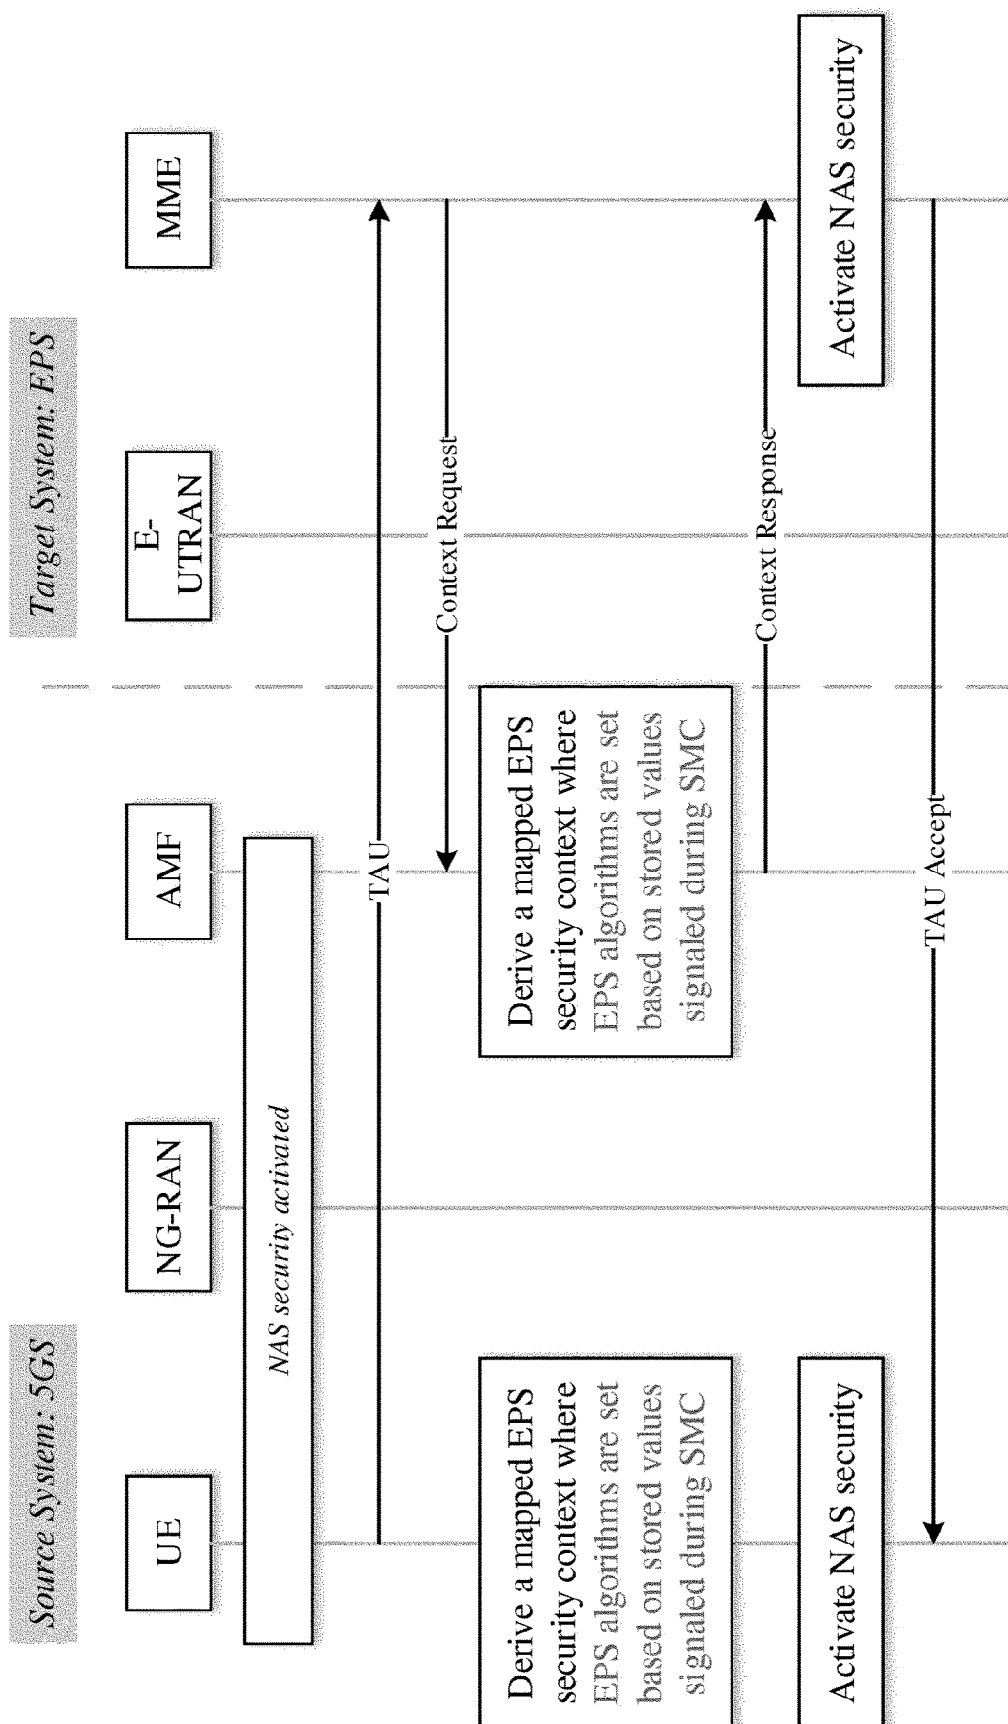 Source System: 5GS
Target System: EPS
UE
NG-RAN
AMF
E-
UTRAN
MME
NAS security activated
TAU
Context Request
Derive a mapped EPS
security context where
EPS algorithms are set
based on stored values
signaled during SMC
Derive a mapped EPS
security context where
EPS algorithms are set
based on stored values
signaled during SMC
Context Response
Activate NAS security
Activate NAS security
TAU Accept